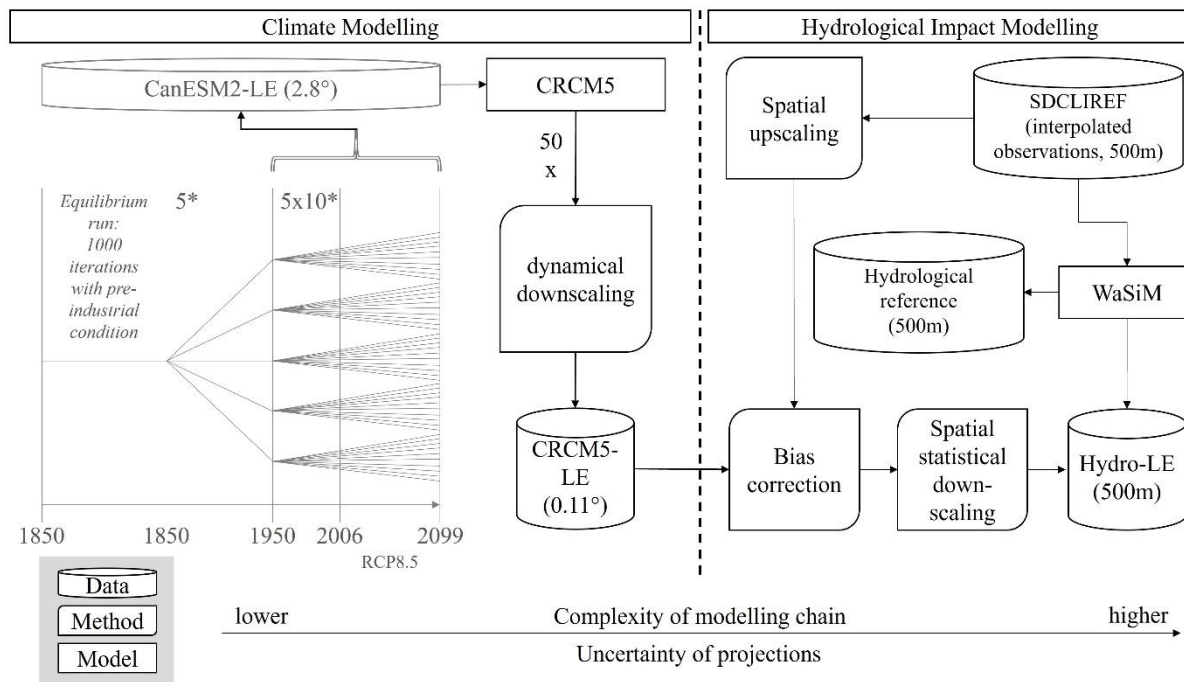 Climate Modelling
Hydrological Impact Modelling
CanESM2-LE (2.8°)
CRCM5
50
x
dynamical
downscaling
CRCM5-
LE
(0.11°)
Equilibrium
run:
1000
iterations
with pre-
industrial
condition
5*
5x10*
1850
1850
1950
2006
2099
RCP8.5
Spatial
upscaling
SDCLIREF
(interpolated
observations, 500m)
Hydrological
reference
(500m)
WaSiM
Bias
correction
Spatial
statistical
down-
scaling
Hydro-LE
(500m)
Data
Method
Model
lower
Complexity of modelling chain
higher
Uncertainty of projections